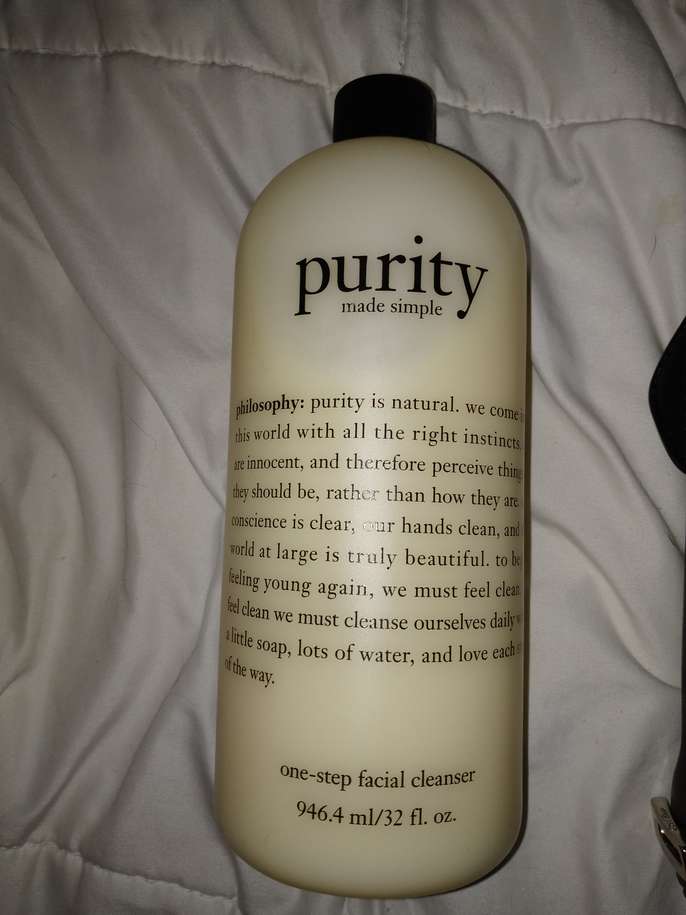 purity
made simple
philosophy: purity is natural. we come
this world with all the right instincts.
are innocent, and therefore perceive thing
they should be, rather than how they are.
conscience is clear, our hands clean, and
world at large is truly beautiful. to be
feeling young again, we must feel clean.
feel clean we must cleanse ourselves daily
a little soap, lots of water, and love each
of the way.
one-step facial cleanser
946.4 ml/32 fl. oz.